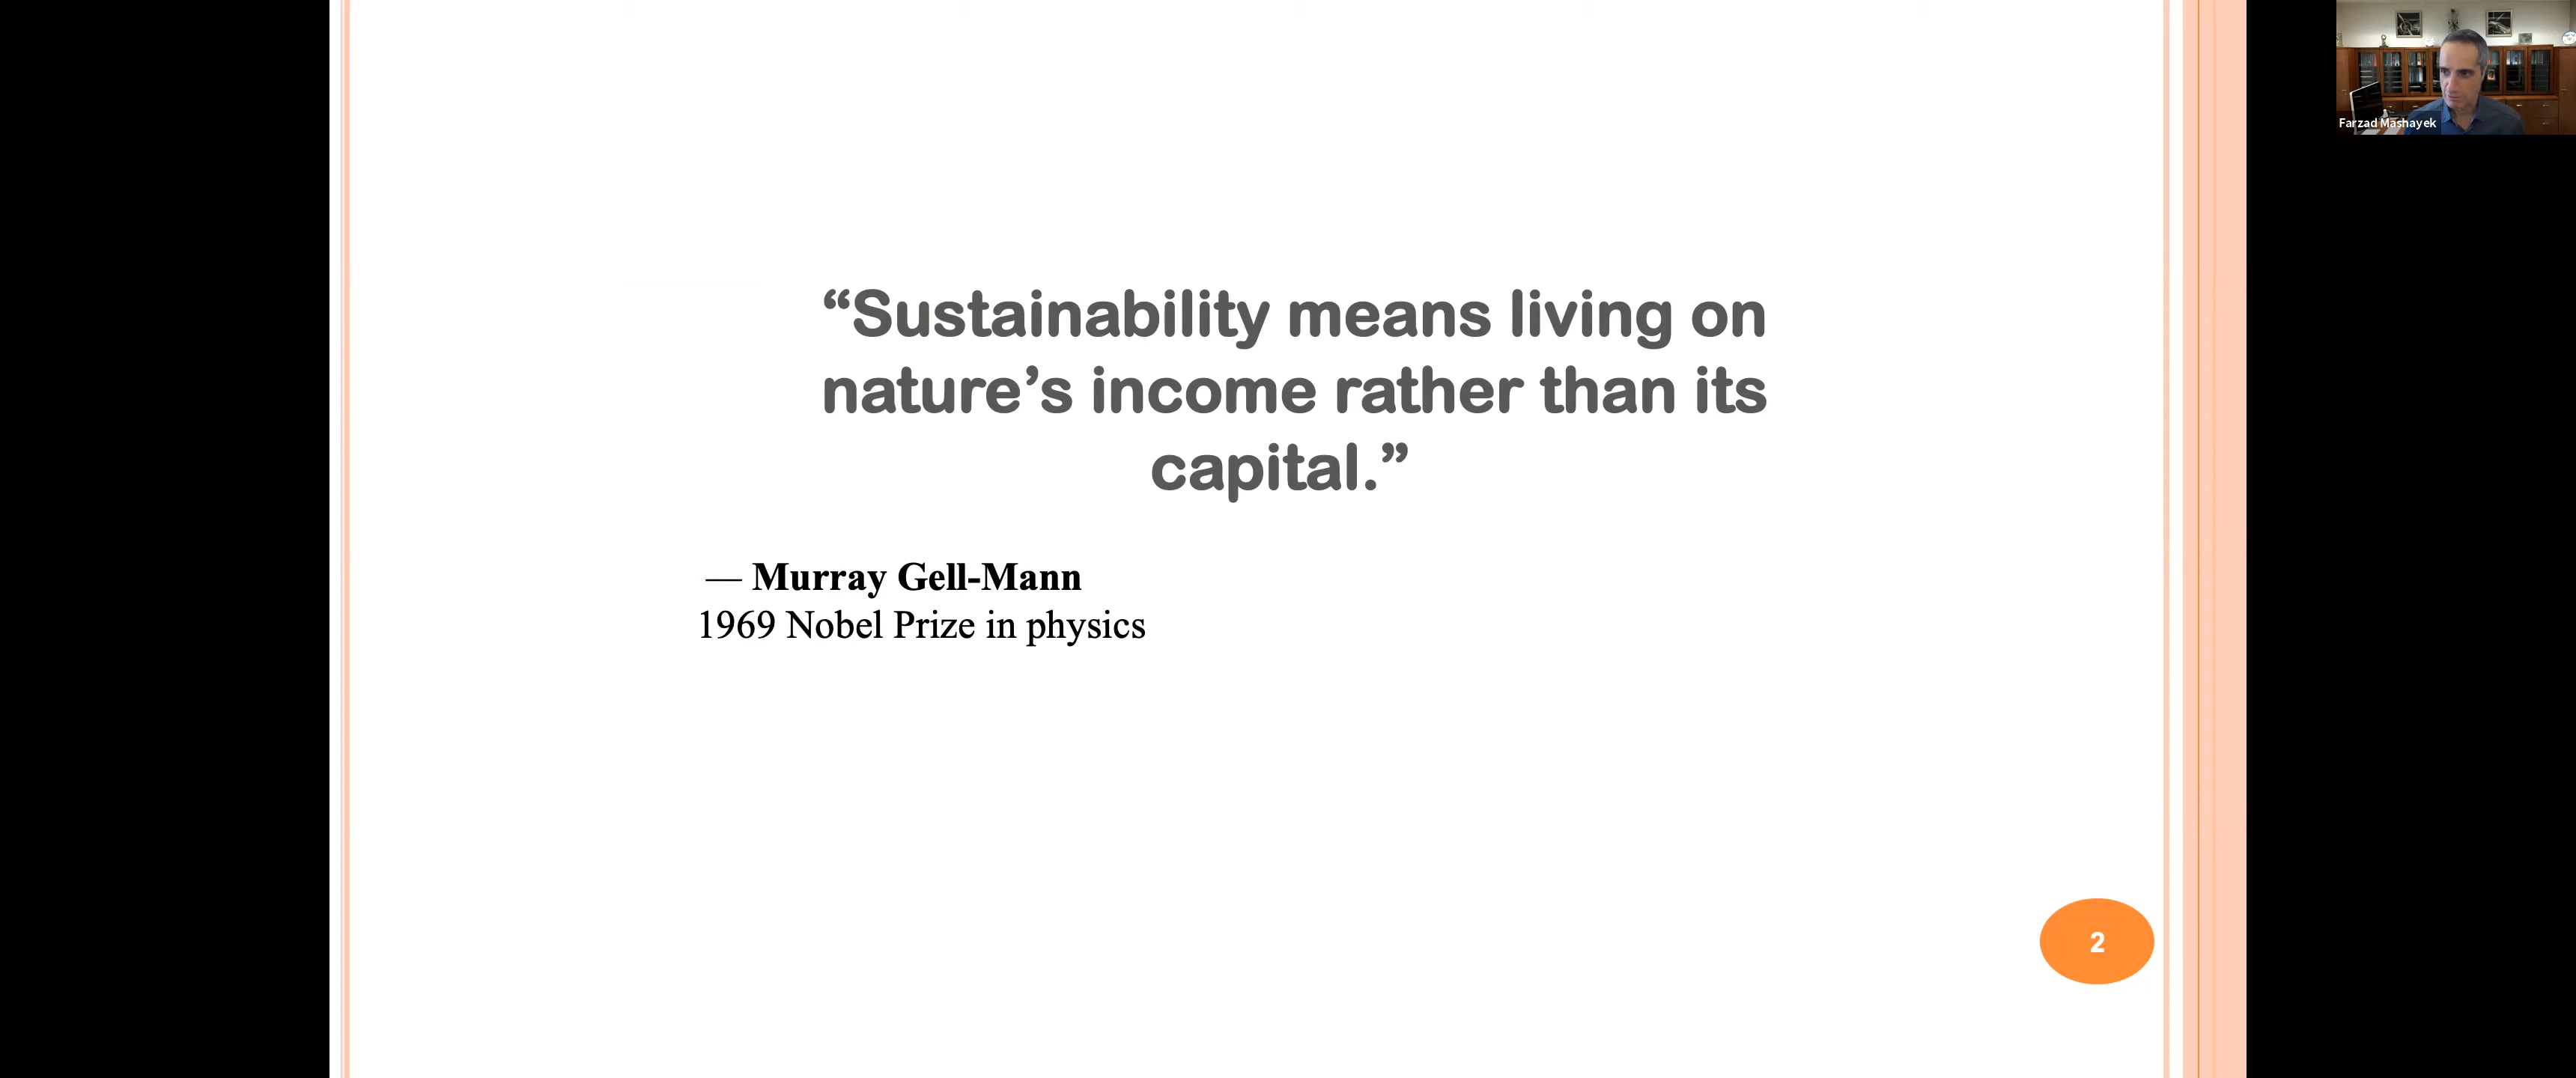 “Sustainability means living on
nature’s income rather than its
capital.”
— Murray Gell-Mann
1969 Nobel Prize in physics
2
Farzad Mashayek